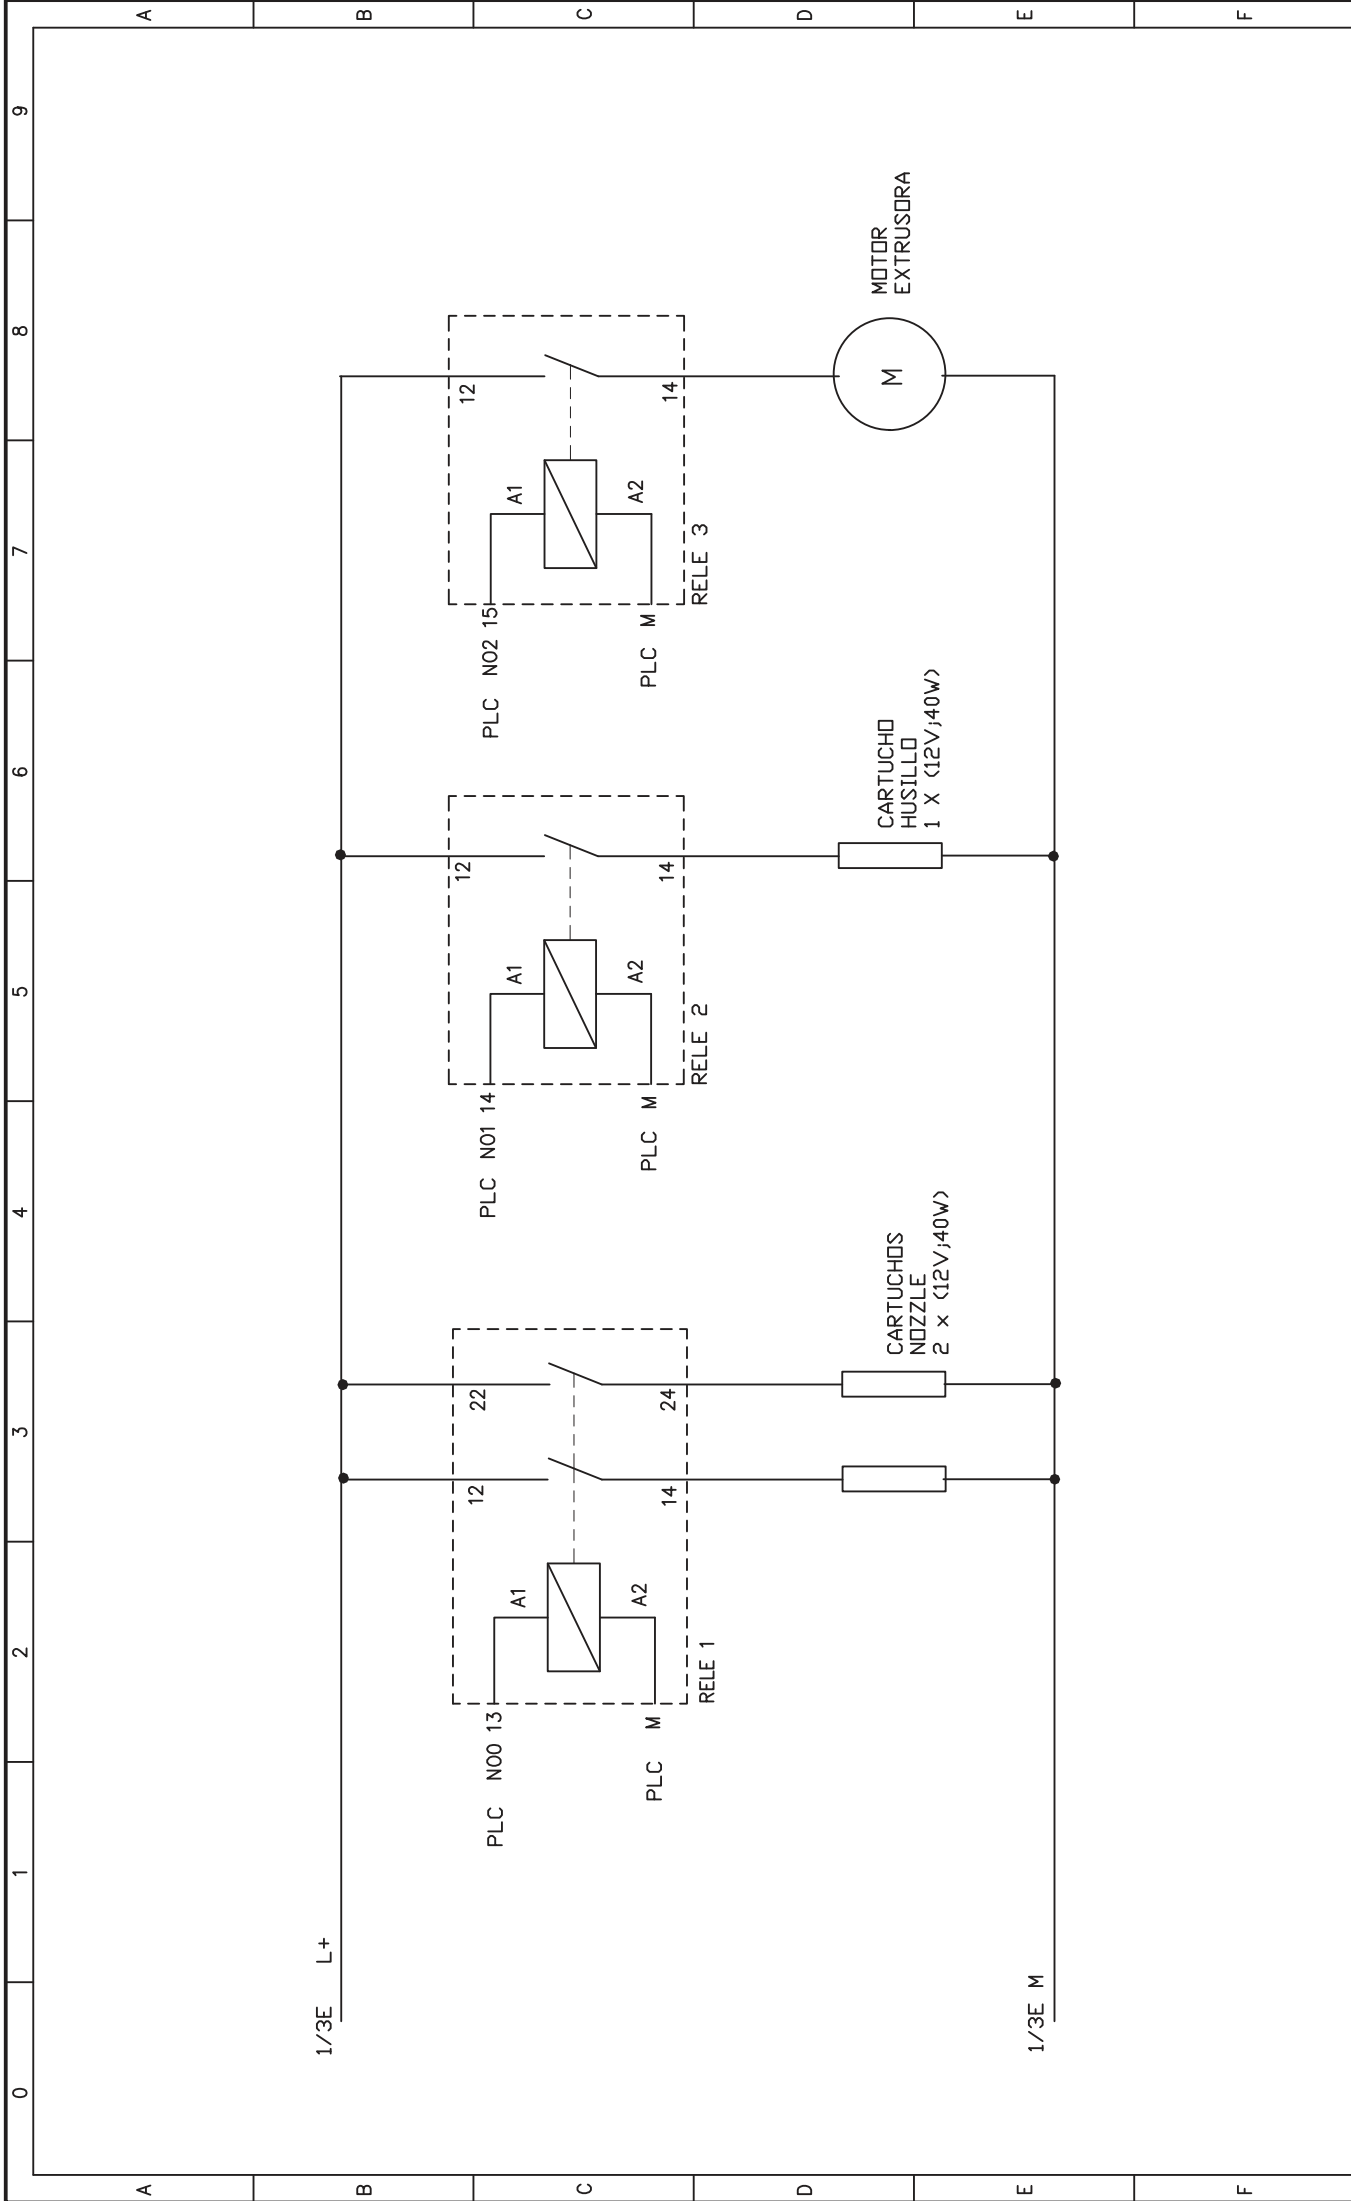 0 1 2 3 4 5 6 7 8 9
A
A
B
B
C
C
D
D
E
E
F
F
1/3E L+
1/3E M
PLC NO0 13
A1
PLC M
A2
12
14
22
24
RELE 1
CARTUCHOS
NOZZLE
2 x (12V;40W)
PLC NO1 14
A1
PLC M
A2
12
14
RELE 2
CARTUCHO
HUSILLO
1 X (12V;40W)
PLC NO2 15
A1
PLC M
A2
12
14
RELE 3
M
MOTOR
EXTRUSORA